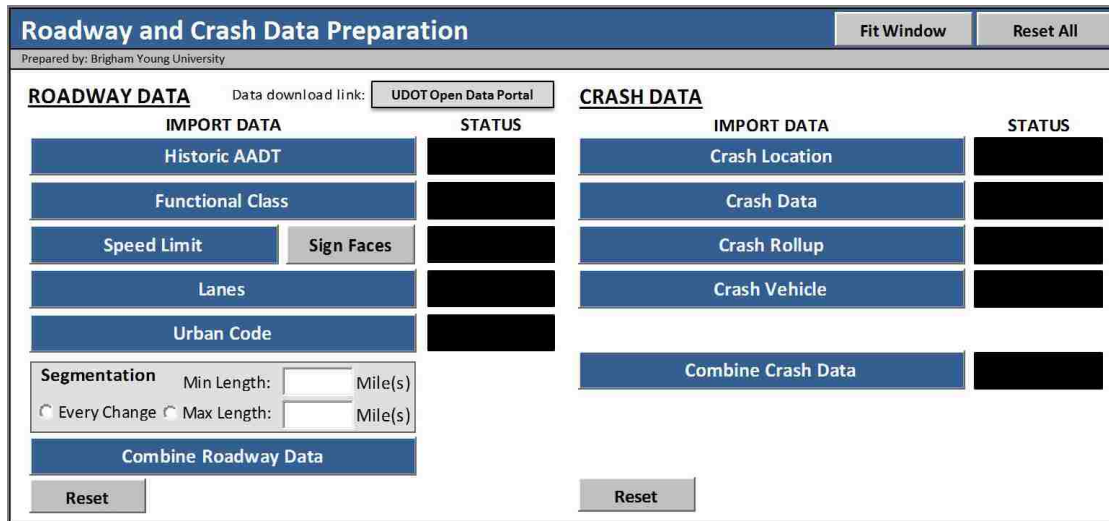 Roadway and Crash Data Preparation
Fit Window
Reset All
Prepared by: Brigham Young University
ROADWAY DATA
Data download link:
UDOT Open Data Portal
IMPORT DATA
STATUS
Historic AADT
Functional Class
Speed Limit
Sign Faces
Lanes
Urban Code
Segmentation
Min Length:
Mile(s)
Every Change
Max Length:
Mile(s)
Combine Roadway Data
Reset
CRASH DATA
IMPORT DATA
STATUS
Crash Location
Crash Data
Crash Rollup
Crash Vehicle
Combine Crash Data
Reset